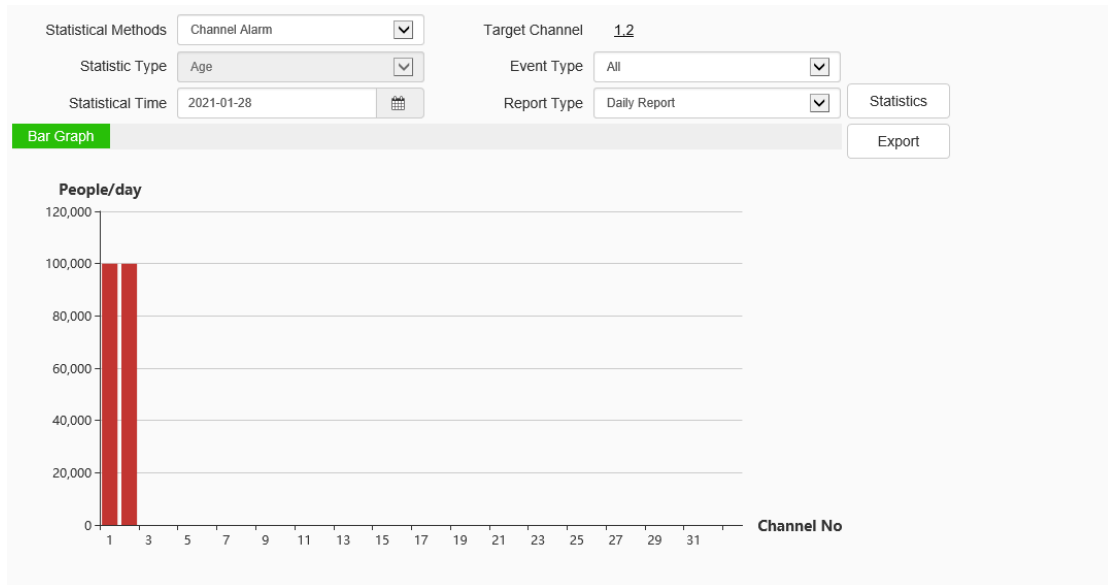 Statistical Methods Channel Alarm Target Channel 1,2
Statistic Type Age Event Type All
Statistical Time 2021-01-28 Report Type Daily Report Statistics
Bar Graph Export
People/day
120,000
100,000
80,000
60,000
40,000
20,000
0
Channel No
1 3 5 7 9 11 13 15 17 19 21 23 25 27 29 31